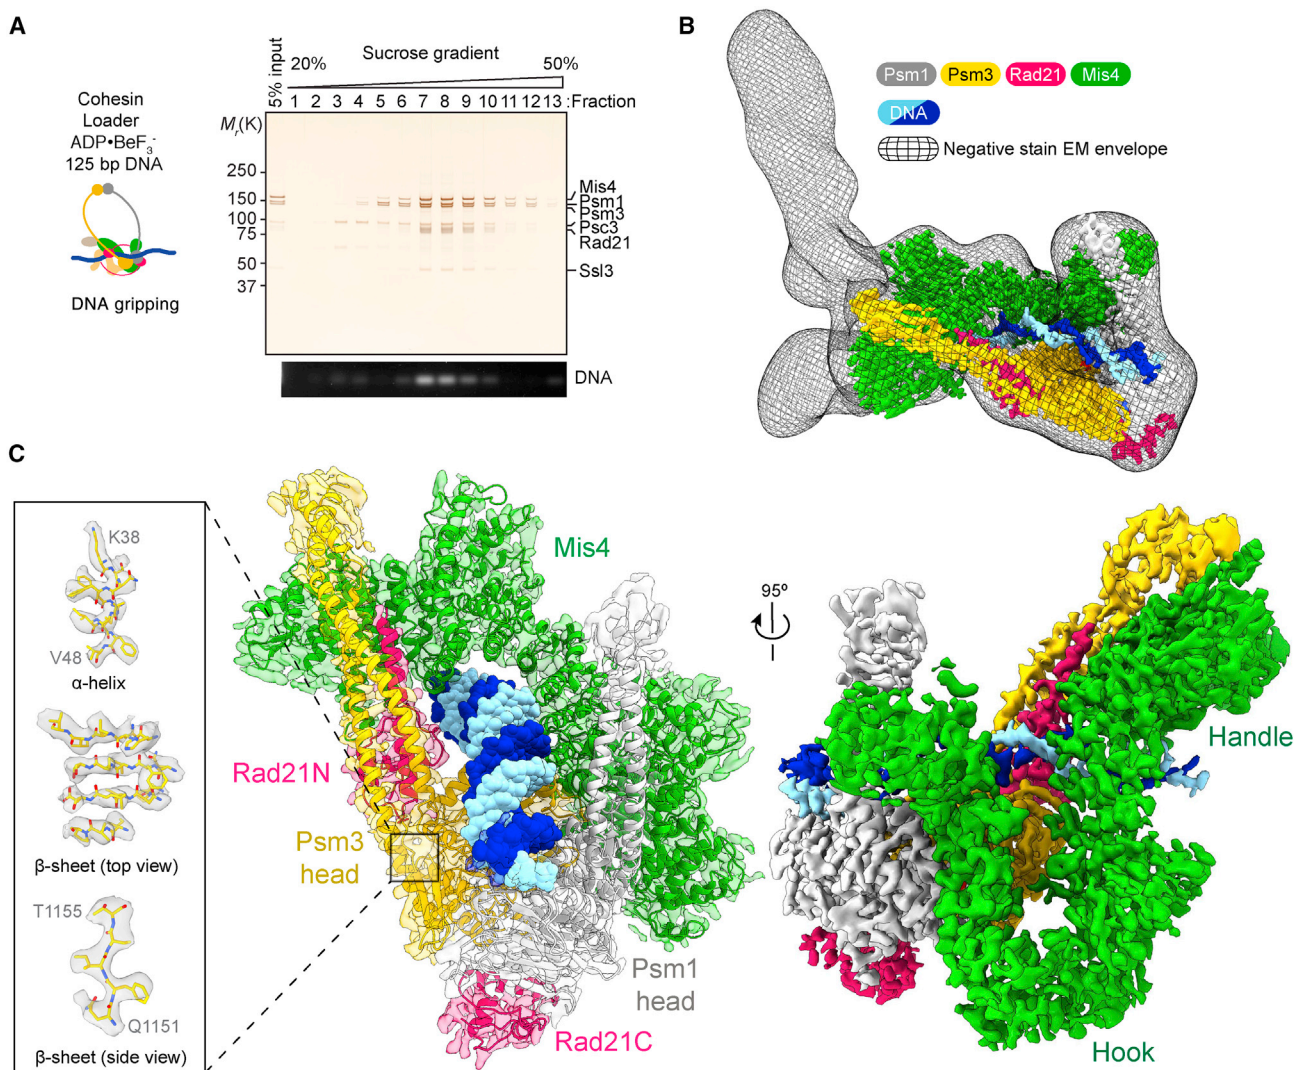 A
Sucrose gradient
20%
50%
5% input
1 2 3 4 5 6 7 8 9 10 11 12 13 :Fraction
Cohesin
Loader
ADP•BeF3-
125 bp DNA
DNA gripping
Mr(K)
250
150
100
75
50
37
Mis4
Psm1
Psm3
Psc3
Rad21
Ssl3
DNA
B
Psm1 Psm3 Rad21 Mis4
DNA
Negative stain EM envelope
C
K38
V48
α-helix
β-sheet (top view)
T1155
Q1151
β-sheet (side view)
Mis4
Rad21N
Psm3
head
Psm1
head
Rad21C
95º
Handle
Hook